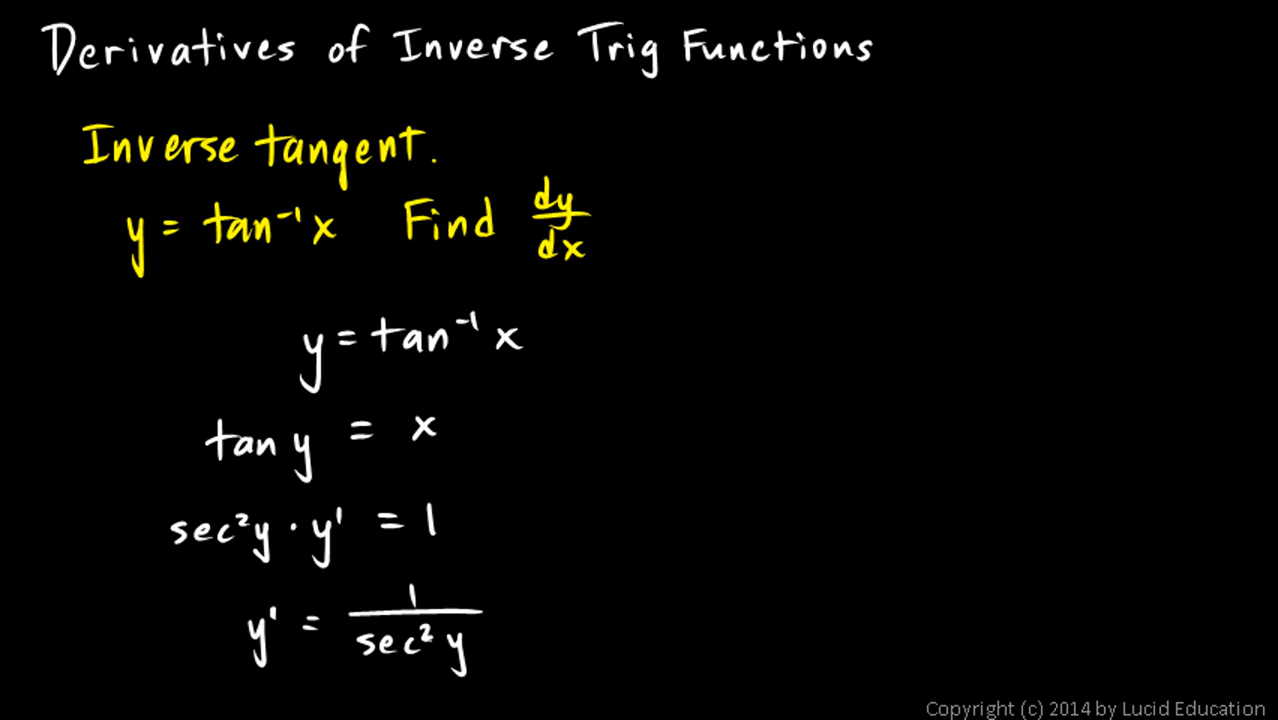 Derivatives of Inverse Trig Functions
Inverse tangent.
y = tan⁻¹ x Find dy/dx
y = tan⁻¹ x
tan y = x
sec²y · y' = 1
y' = 1/sec² y
Copyright (c) 2014 by Lucid Education